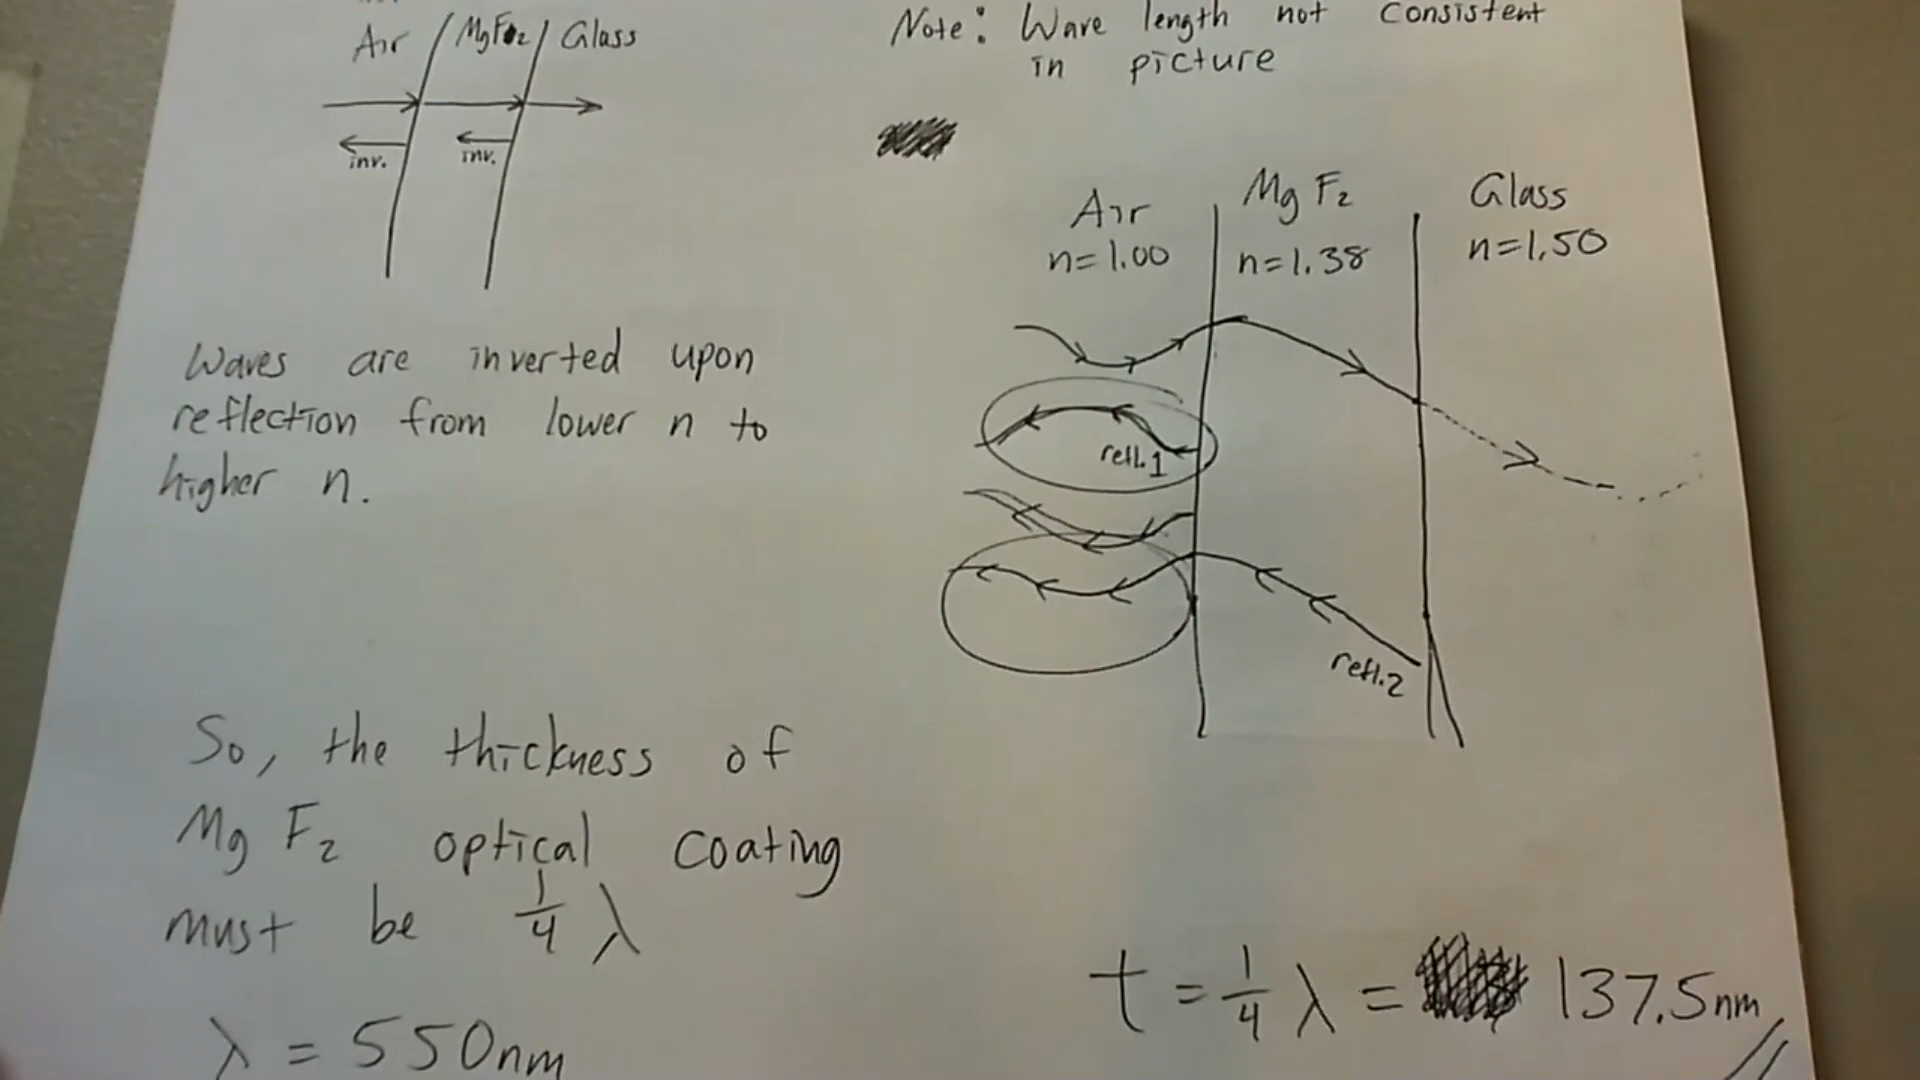 Air / MgF2 / Glass
inv. inv.
Note: Wave length not consistent
in picture
Air MgF2 Glass
n=1.00 n=1.38 n=1.50
refl.1
refl.2
Waves are inverted upon
reflection from lower n to
higher n.
So, the thickness of
MgF2 optical coating
must be 1/4 λ
λ = 550nm
t = 1/4 λ = 137.5nm